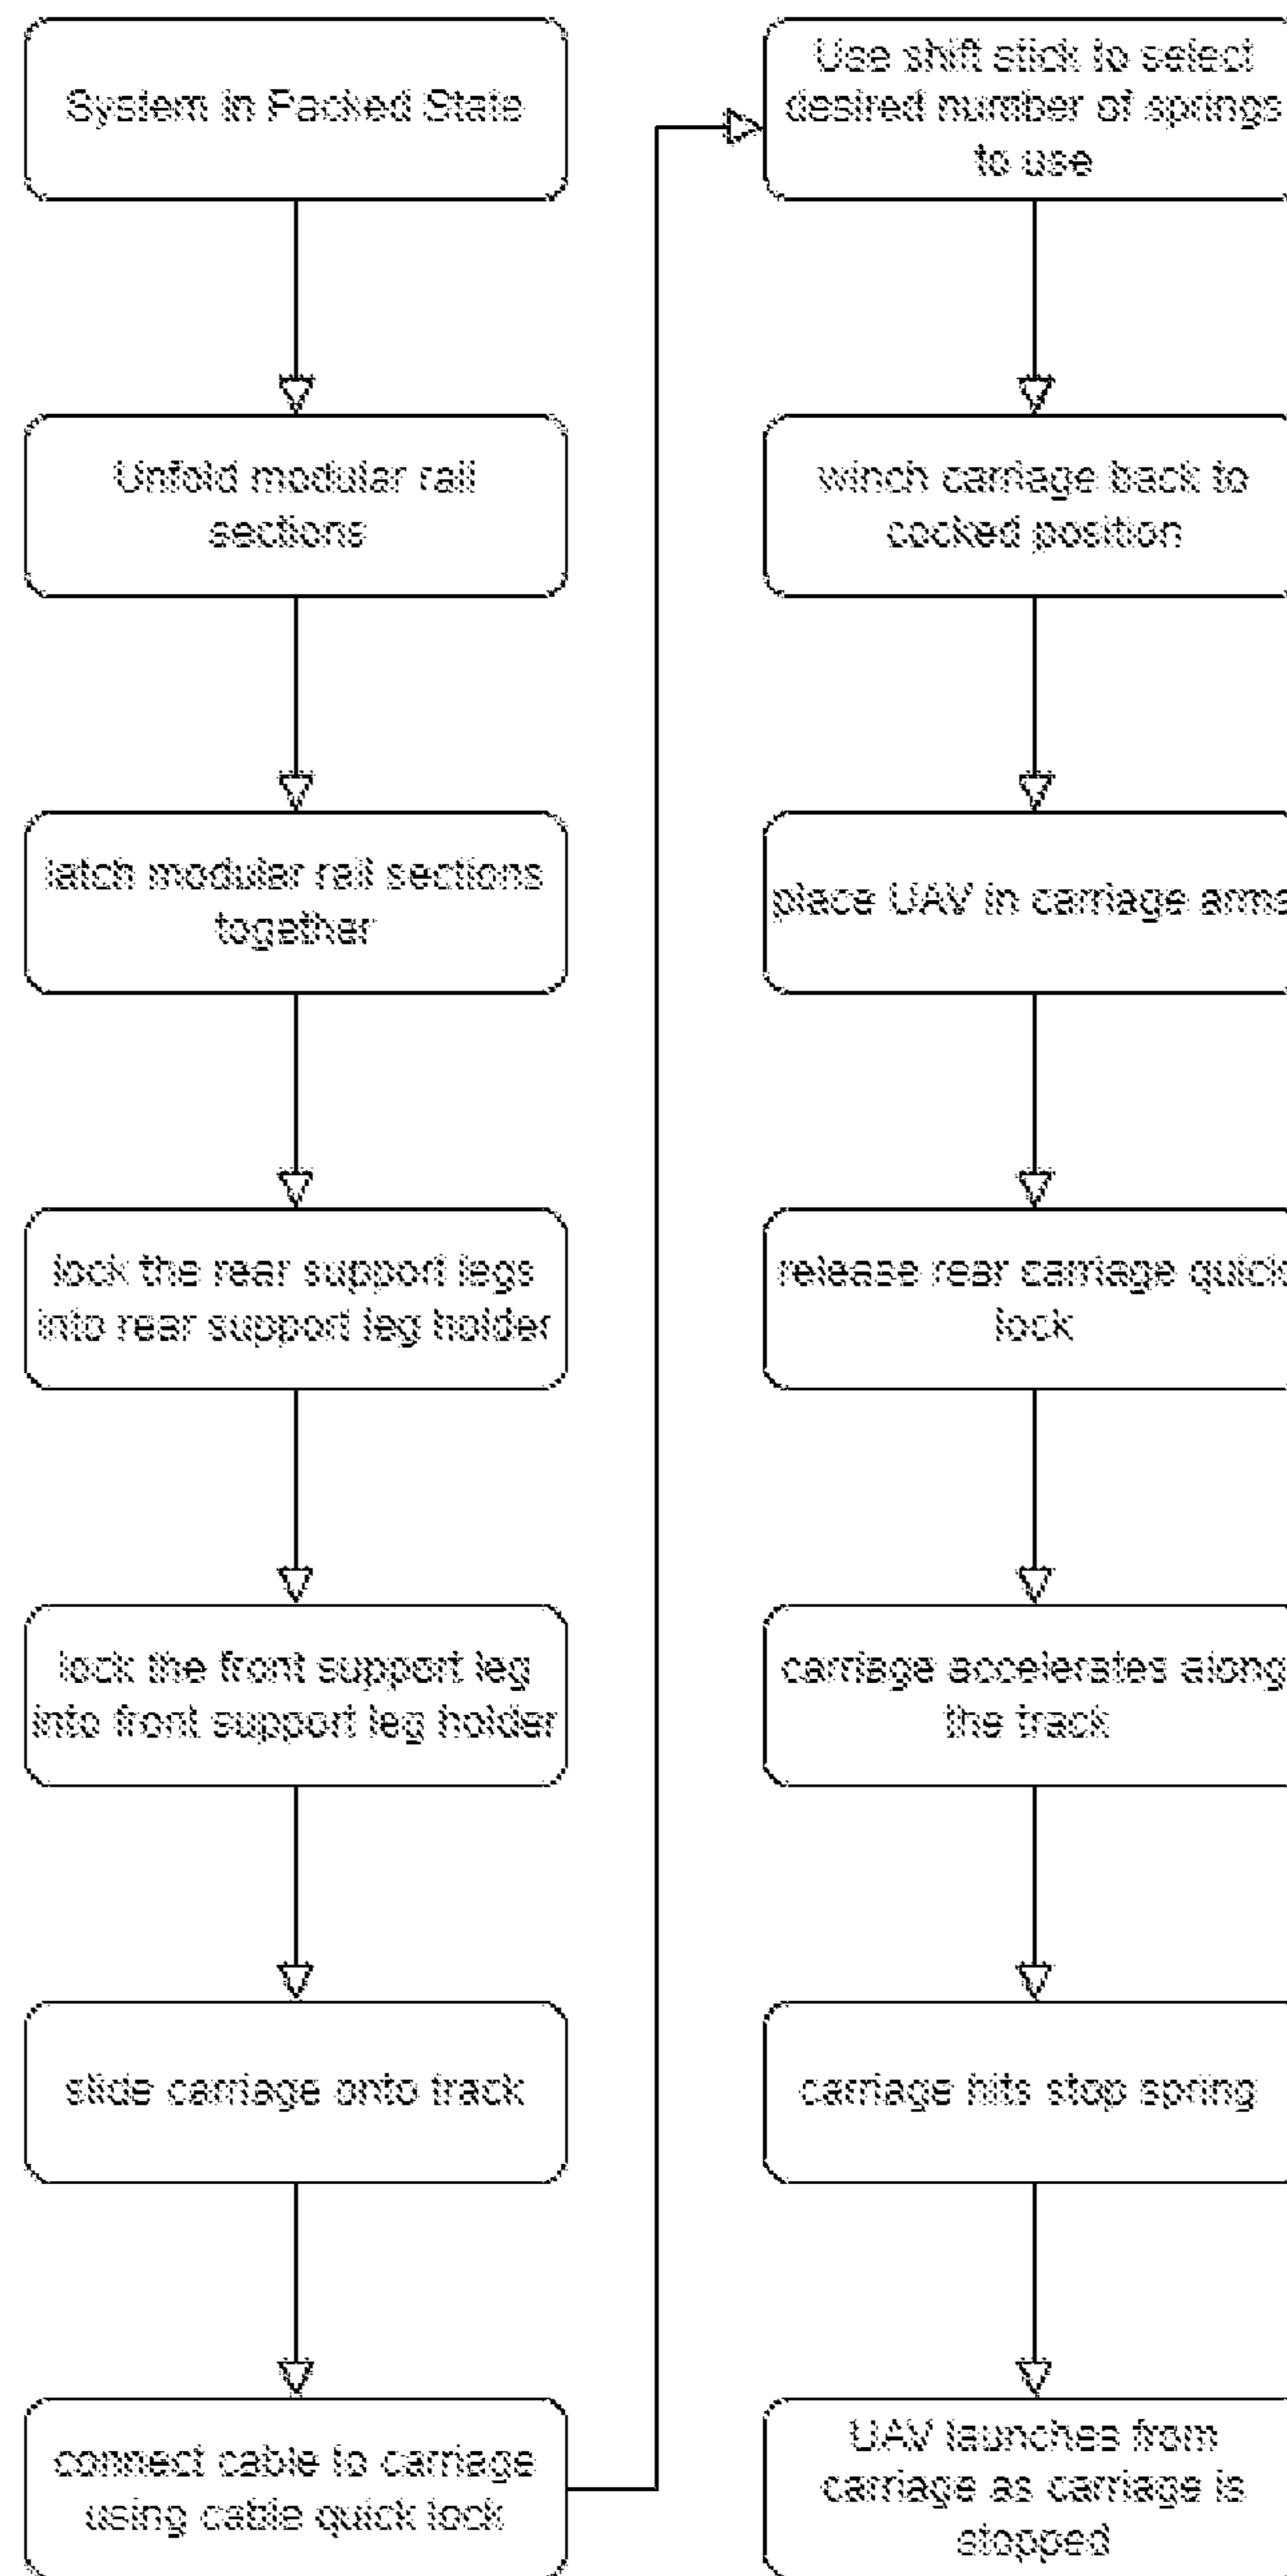 System in Packed State
Unfold modular rail
sections
latch modular rail sections
together
lock the rear support legs
into rear support leg holder
lock the front support leg
into front support leg holder
slide carriage onto track
connect cable to carriage
using cable quick lock
Use shift stick to select
desired number of springs
to use
winch carriage back to
cocked position
place UAV in carriage arms
release rear carriage quick
lock
carriage accelerates along
the track
carriage hits stop spring
UAV launches from
carriage as carriage is
stopped